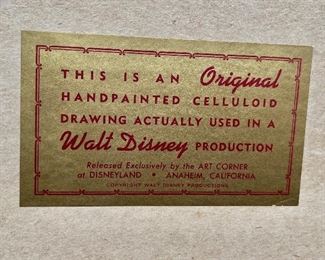 THIS IS AN Original
HANDPAINTED CELLULOID
DRAWING ACTUALLY USED IN A
Walt Disney PRODUCTION
Released Exclusively by the ART CORNER
at DISNEYLAND • ANAHEIM, CALIFORNIA
COPYRIGHT WALT DISNEY PRODUCTIONS